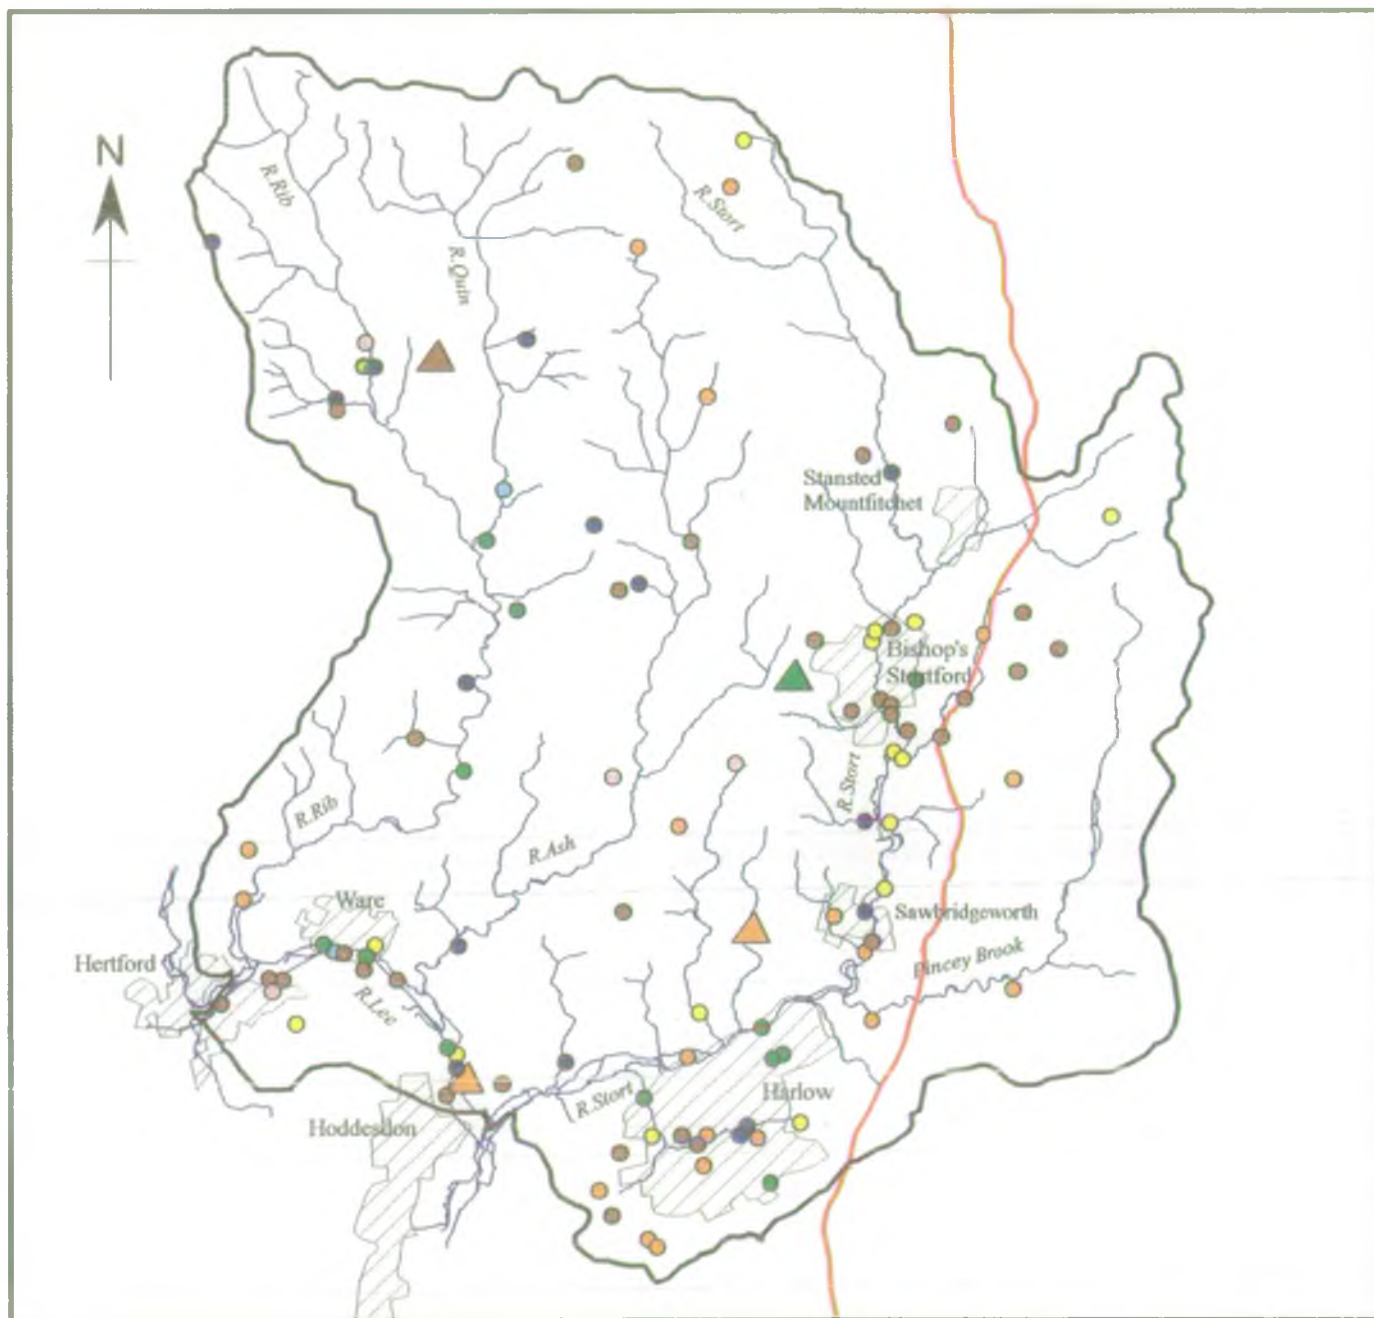 N
R.Rib
R.Stort
R.Quin
Stansted
Mountfitchet
Bishop's
Stortford
R.Stort
R.Rib
R.Ash
Ware
Sawbridgeworth
Hertford
Pincey Brook
R.Lee
R.Stort
Harlow
Hoddesdon